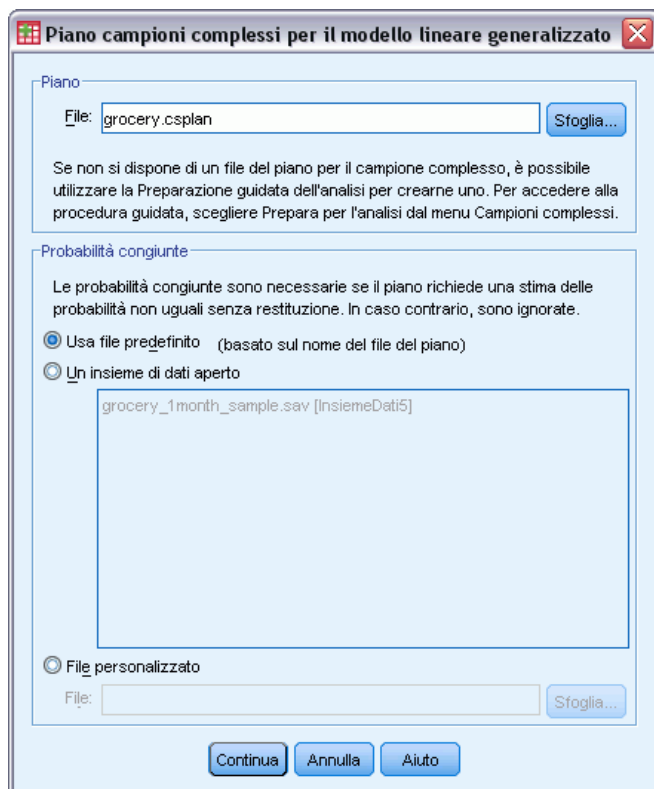 Piano campioni complessi per il modello lineare generalizzato
Piano
File: grocery.csplan Sfoglia...
Se non si dispone di un file del piano per il campione complesso, è possibile
utilizzare la Preparazione guidata dell'analisi per crearne uno. Per accedere alla
procedura guidata, scegliere Prepara per l'analisi dal menu Campioni complessi.
Probabilità congiunte
Le probabilità congiunte sono necessarie se il piano richiede una stima delle
probabilità non uguali senza restituzione. In caso contrario, sono ignorate.
Usa file predefinito (basato sul nome del file del piano)
Un insieme di dati aperto
grocery_1month_sample.sav [InsiemeDati5]
File personalizzato
File: Sfoglia...
Continua Annulla Aiuto